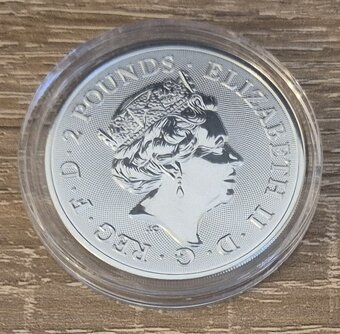 ELIZABETH II · D · G · REG · F · D · 2 POUNDS ·